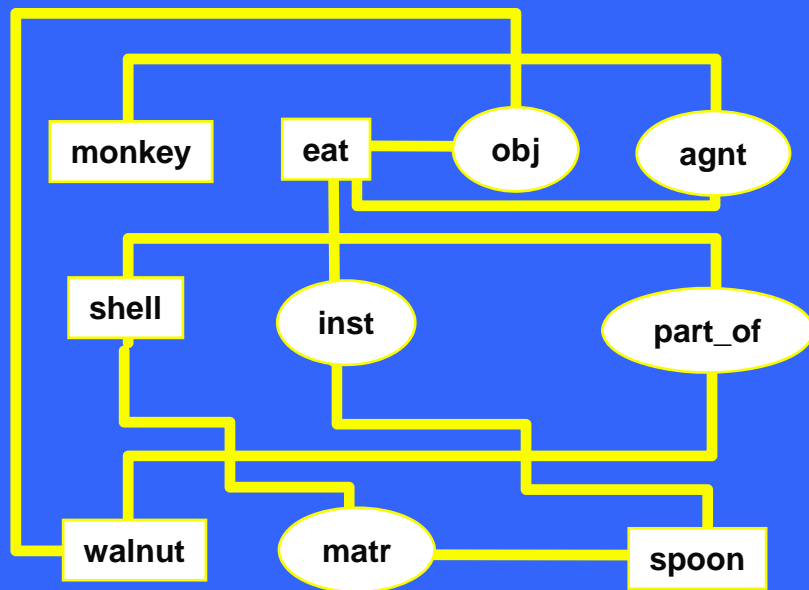 monkey
eat
obj
agnt
shell
inst
part_of
walnut
matr
spoon